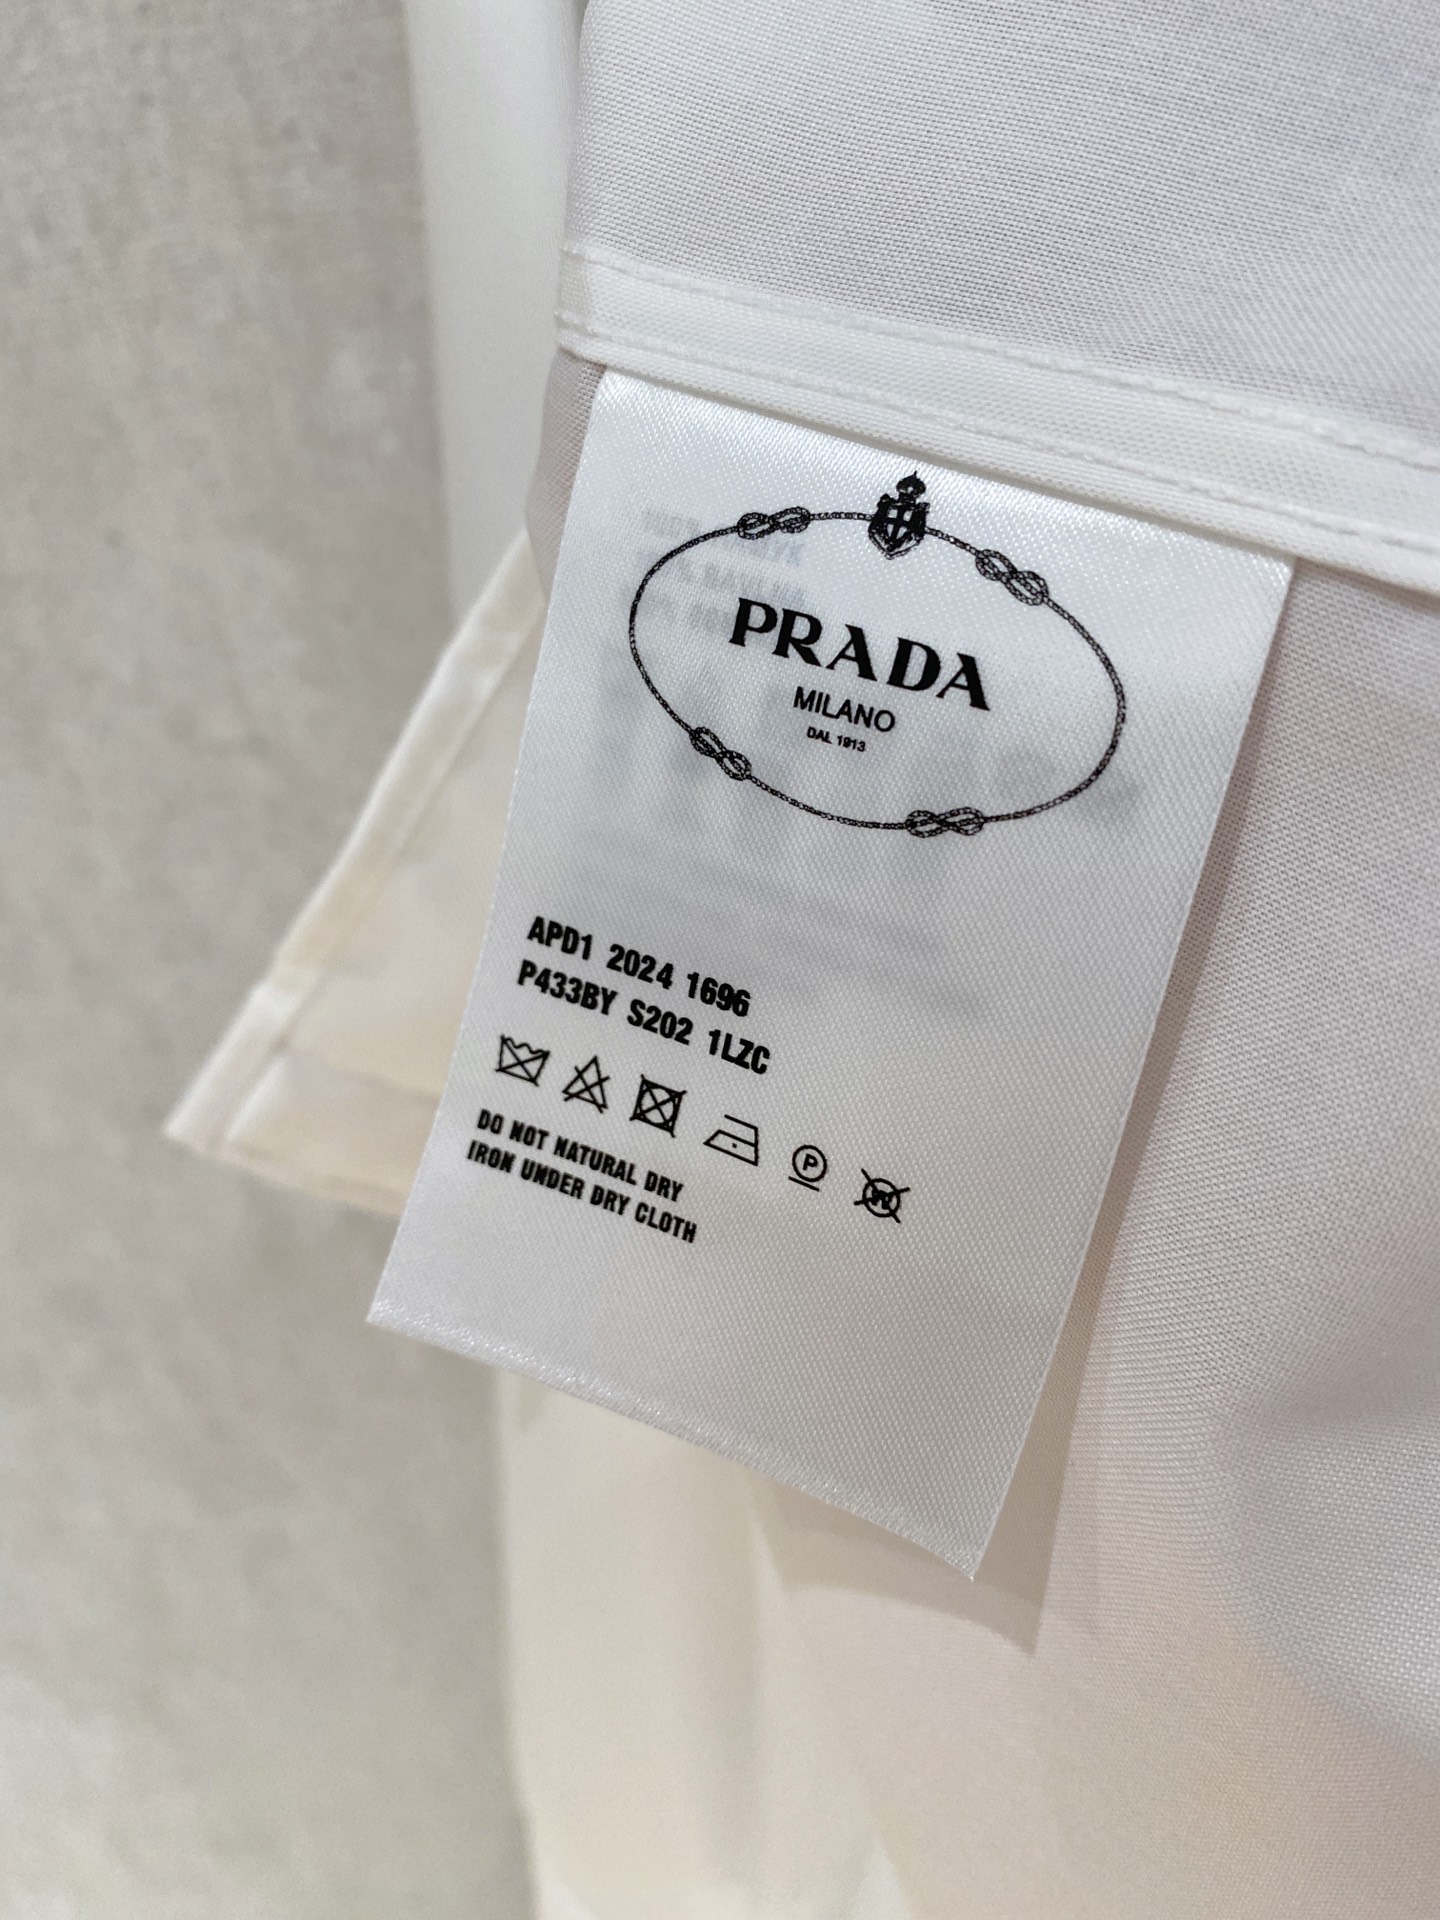 PRADA
MILANO
DAL 1913
APD1 2024 1696
P433BY S202 1LZC
P
W
DO NOT NATURAL DRY
IRON UNDER DRY CLOTH